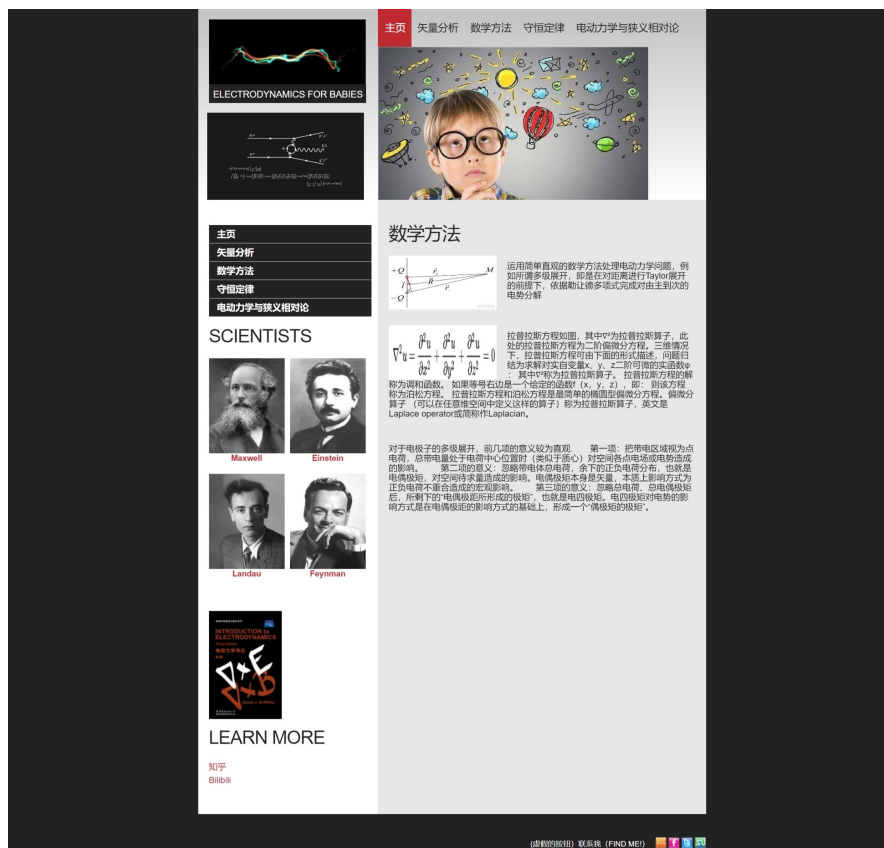 主页 矢量分析 数学方法 守恒定律 电动力学与狭义相对论
ELECTRODYNAMICS FOR BABIES
主页
矢量分析
数学方法
守恒定律
电动力学与狭义相对论
SCIENTISTS
Maxwell Einstein
Landau Feynman
INTRODUCTION to
ELECTRODYNAMICS
电动力学导论
∇×E
∇×B
David J. Griffiths
LEARN MORE
知乎
Bilibili
数学方法
+Q
M
R
l
−Q
运用简单直观的数学方法处理电动力学问题，例
如所谓多级展开，即是在对距离进行Taylor展开
的前提下，依据勒让德多项式完成对由主到次的
电势分解
∇²u = ∂²u/∂x² + ∂²u/∂y² + ∂²u/∂z² = 0
拉普拉斯方程如图，其中∇²为拉普拉斯算子，此
处的拉普拉斯方程为二阶偏微分方程。三维情况
下，拉普拉斯方程可由下面的形式描述，问题归
结为求解对实自变量x、y、z二阶可微的实函数φ
： 其中∇²称为拉普拉斯算子。 拉普拉斯方程的解
称为调和函数。 如果等号右边是一个给定的函数f（x，y，z），即： 则该方程
称为泊松方程。 拉普拉斯方程和泊松方程是最简单的椭圆型偏微分方程。偏微分
算子 （可以在任意维空间中定义这样的算子）称为拉普拉斯算子，英文是
Laplace operator或简称作Laplacian。
对于电极子的多级展开，前几项的意义较为直观. 第一项：把带电区域视为点
电荷，总带电量处于电荷中心位置时（类似于质心）对空间各点电场或电势造成
的影响。 第二项的意义：忽略带电体总电荷，余下的正负电荷分布，也就是
电偶极矩，对空间待求量造成的影响。电偶极矩本身是矢量，本质上影响方式为
正负电荷不重合造成的宏观影响。 第三项的意义：忽略总电荷、总电偶极矩
后，所剩下的“电偶极距所形成的极矩”，也就是电四极矩。电四极矩对电势的影
响方式是在电偶极距的影响方式的基础上，形成一个“偶极矩的极矩”。
(虚假的按钮) 联系我（FIND ME!）